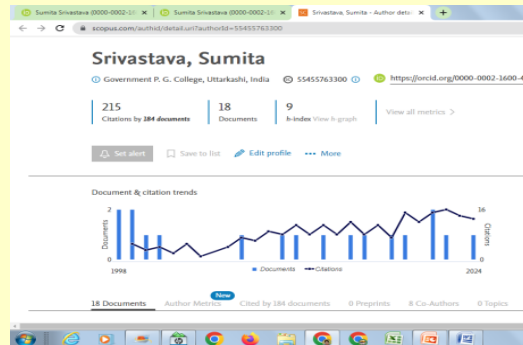 Sumita Srivastava (0000-0002-16
Sumita Srivastava (0000-0002-16
Srivastava, Sumita - Author detai
scopus.com/authid/detail.uri?authorId=55455763300
Srivastava, Sumita
Government P. G. College, Uttarkashi, India 55455763300 https://orcid.org/0000-0002-1600-4
215 18 9 View all metrics >
Citations by 184 documents Documents h-index View h-graph
Set alert Save to list Edit profile More
Document & citation trends
2 16
Documents Citations
0 0
1998 2024
Documents Citations
New
18 Documents Author Metrics Cited by 184 documents 0 Preprints 8 Co-Authors 0 Topics